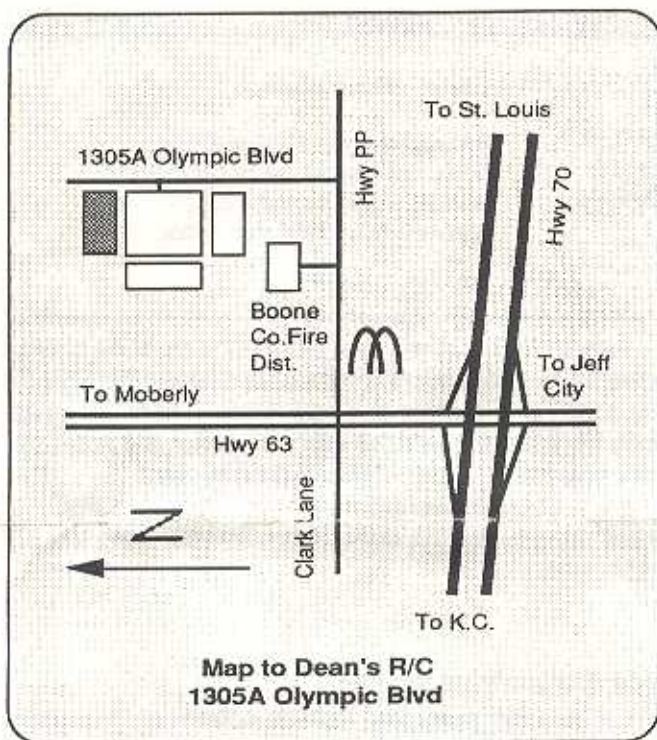 To St. Louis
1305A Olympic Blvd
Hwy PP
Hwy 70
Boone
Co.Fire
Dist.
To Moberly
To Jeff
City
Hwy 63
Clark Lane
N
To K.C.
Map to Dean's R/C
1305A Olympic Blvd